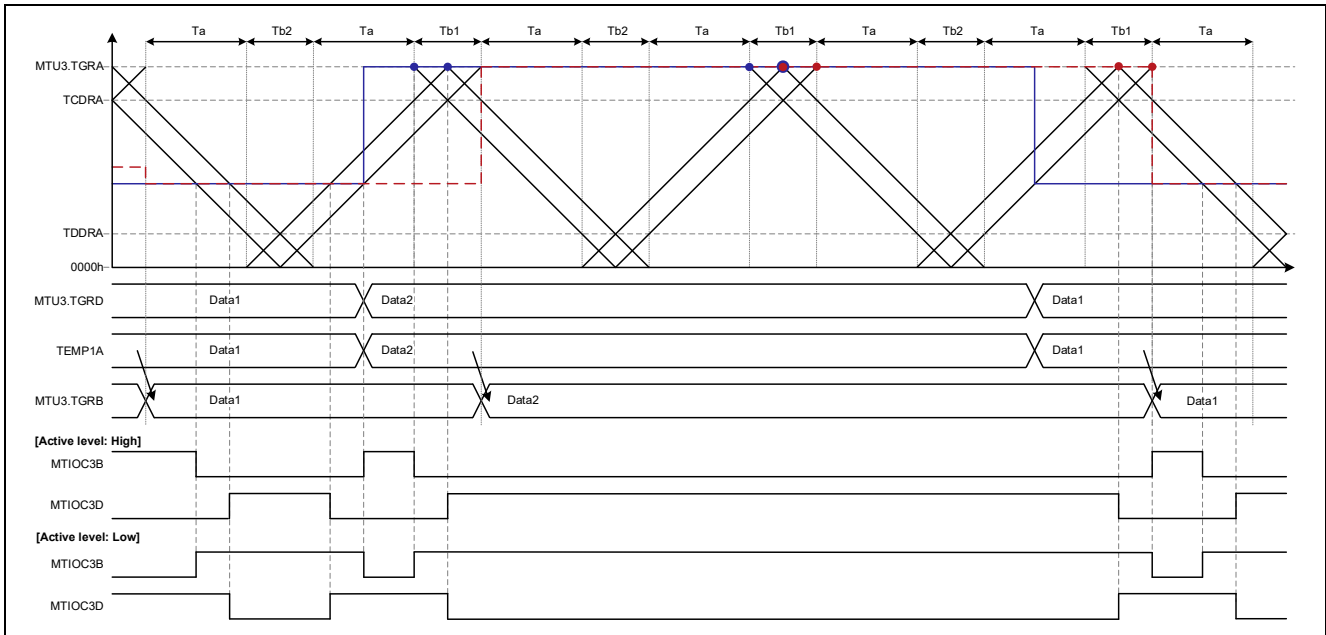 Ta Tb2 Ta Tb1 Ta Tb2 Ta Tb1 Ta Tb2 Ta Tb1 Ta
MTU3.TGRA
TCDRA
TDDRA
0000h
MTU3.TGRD Data1 Data2 Data1
TEMP1A Data1 Data2 Data1
MTU3.TGRB Data1 Data2 Data1
[Active level: High]
MTIOC3B
MTIOC3D
[Active level: Low]
MTIOC3B
MTIOC3D